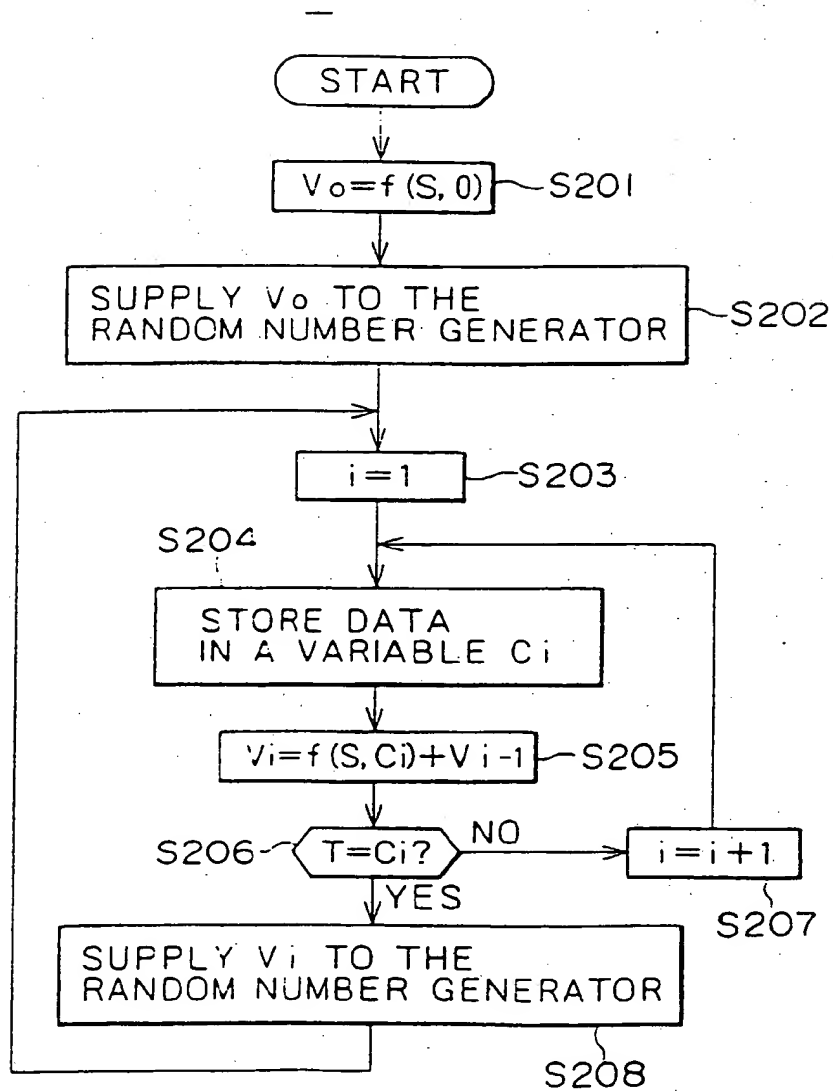 START
Vo=f(S,0)
S201
SUPPLY Vo TO THE
RANDOM NUMBER GENERATOR
S202
i=1
S203
S204
STORE DATA
IN A VARIABLE Ci
Vi=f(S,Ci)+Vi-1
S205
S206
T=Ci?
NO
i=i+1
S207
YES
SUPPLY Vi TO THE
RANDOM NUMBER GENERATOR
S208